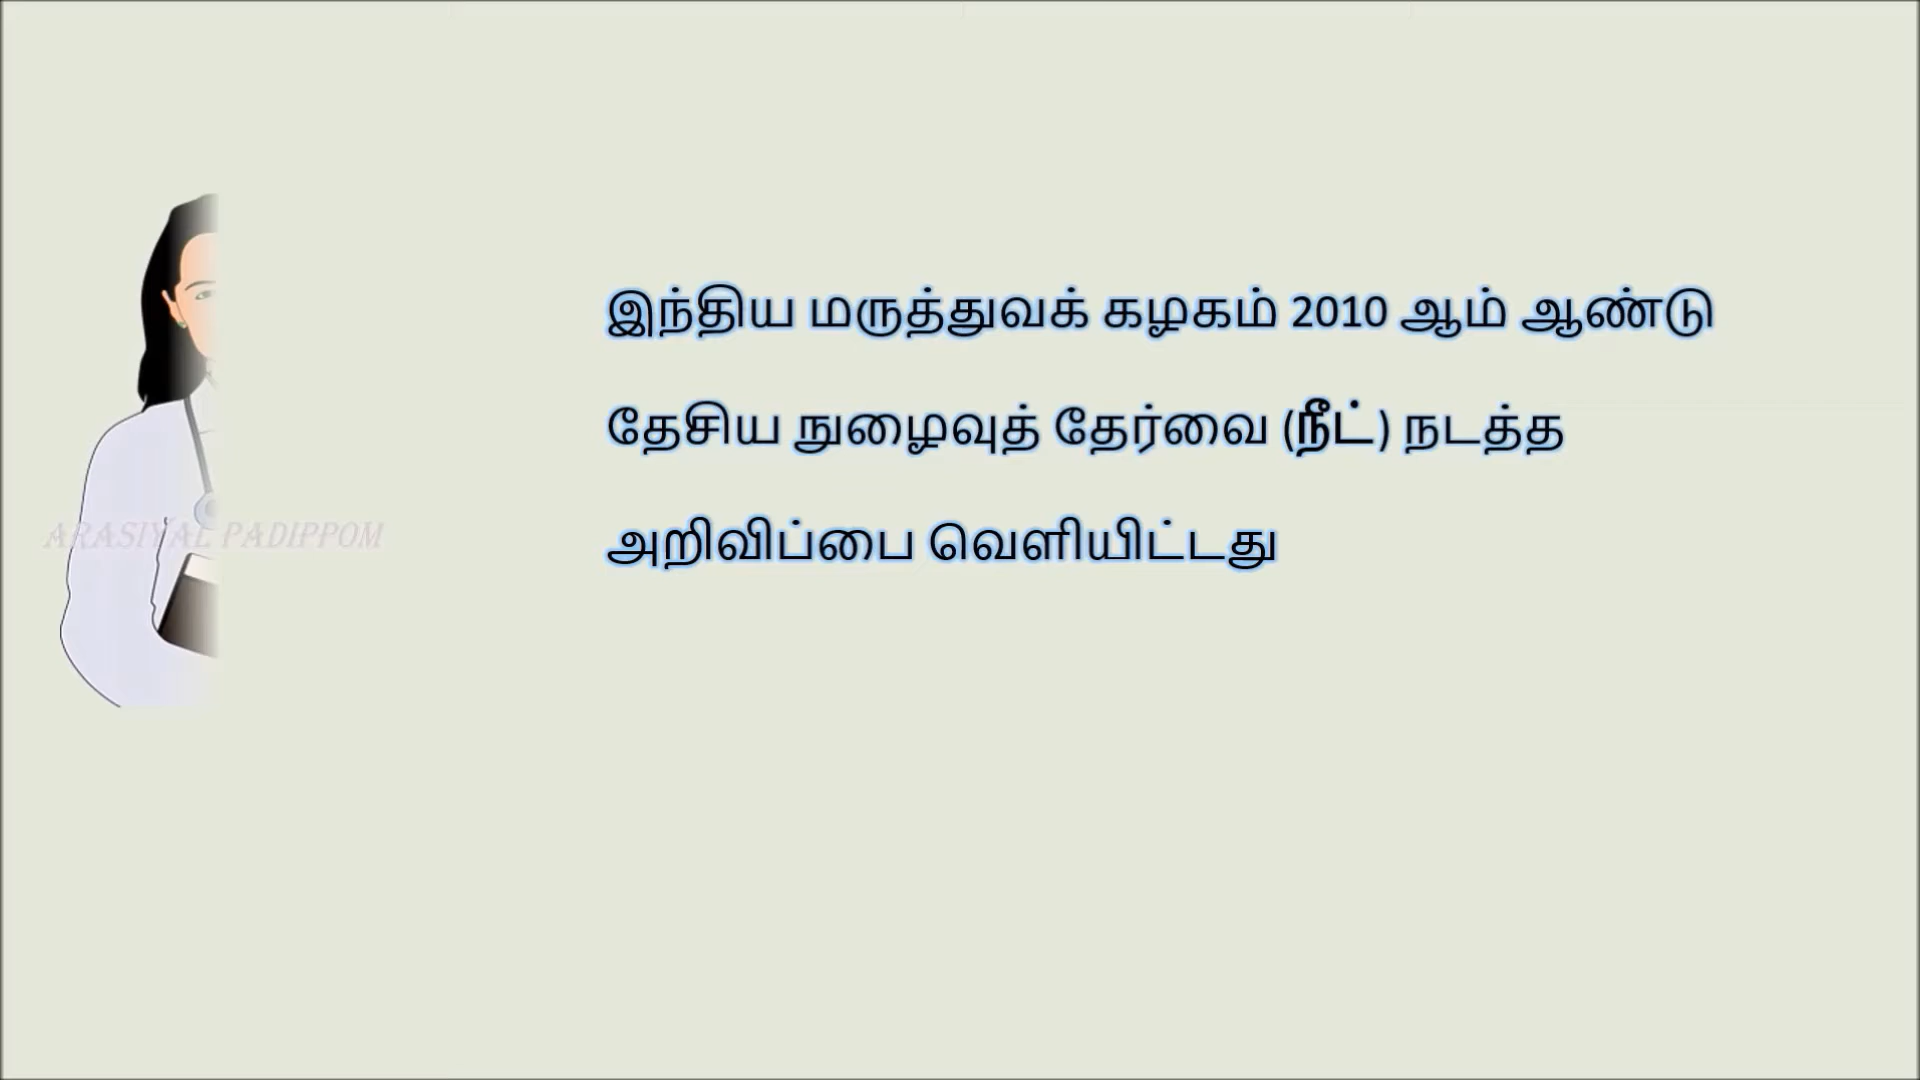 இந்திய மருத்துவக் கழகம் 2010 ஆம் ஆண்டு
தேசிய நுழைவுத் தேர்வை (நீட்) நடத்த
அறிவிப்பை வெளியிட்டது
ARASIYAL PADIPPOM